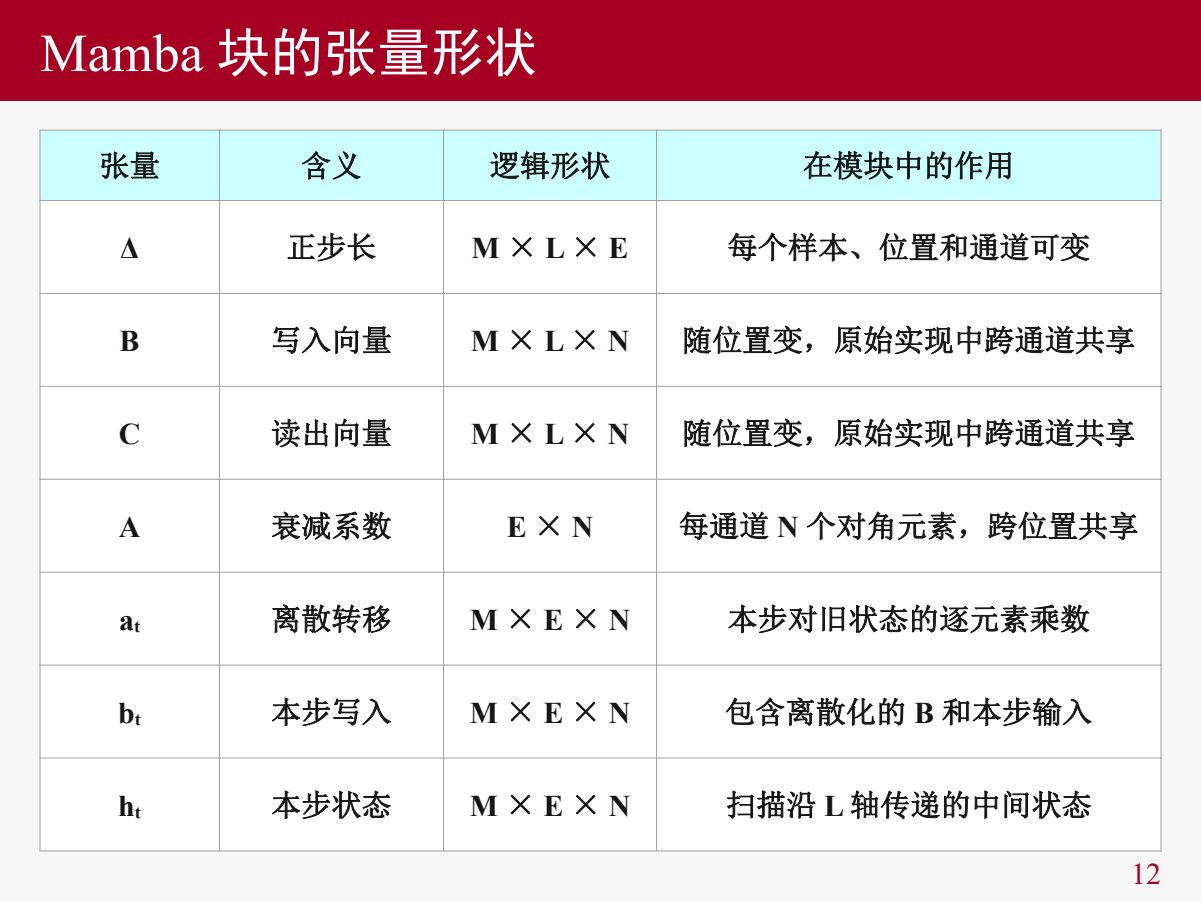 Mamba 块的张量形状
张量 含义 逻辑形状 在模块中的作用
Δ 正步长 M × L × E 每个样本、位置和通道可变
B 写入向量 M × L × N 随位置变，原始实现中跨通道共享
C 读出向量 M × L × N 随位置变，原始实现中跨通道共享
A 衰减系数 E × N 每通道 N 个对角元素，跨位置共享
aₜ 离散转移 M × E × N 本步对旧状态的逐元素乘数
bₜ 本步写入 M × E × N 包含离散化的 B 和本步输入
hₜ 本步状态 M × E × N 扫描沿 L 轴传递的中间状态
12